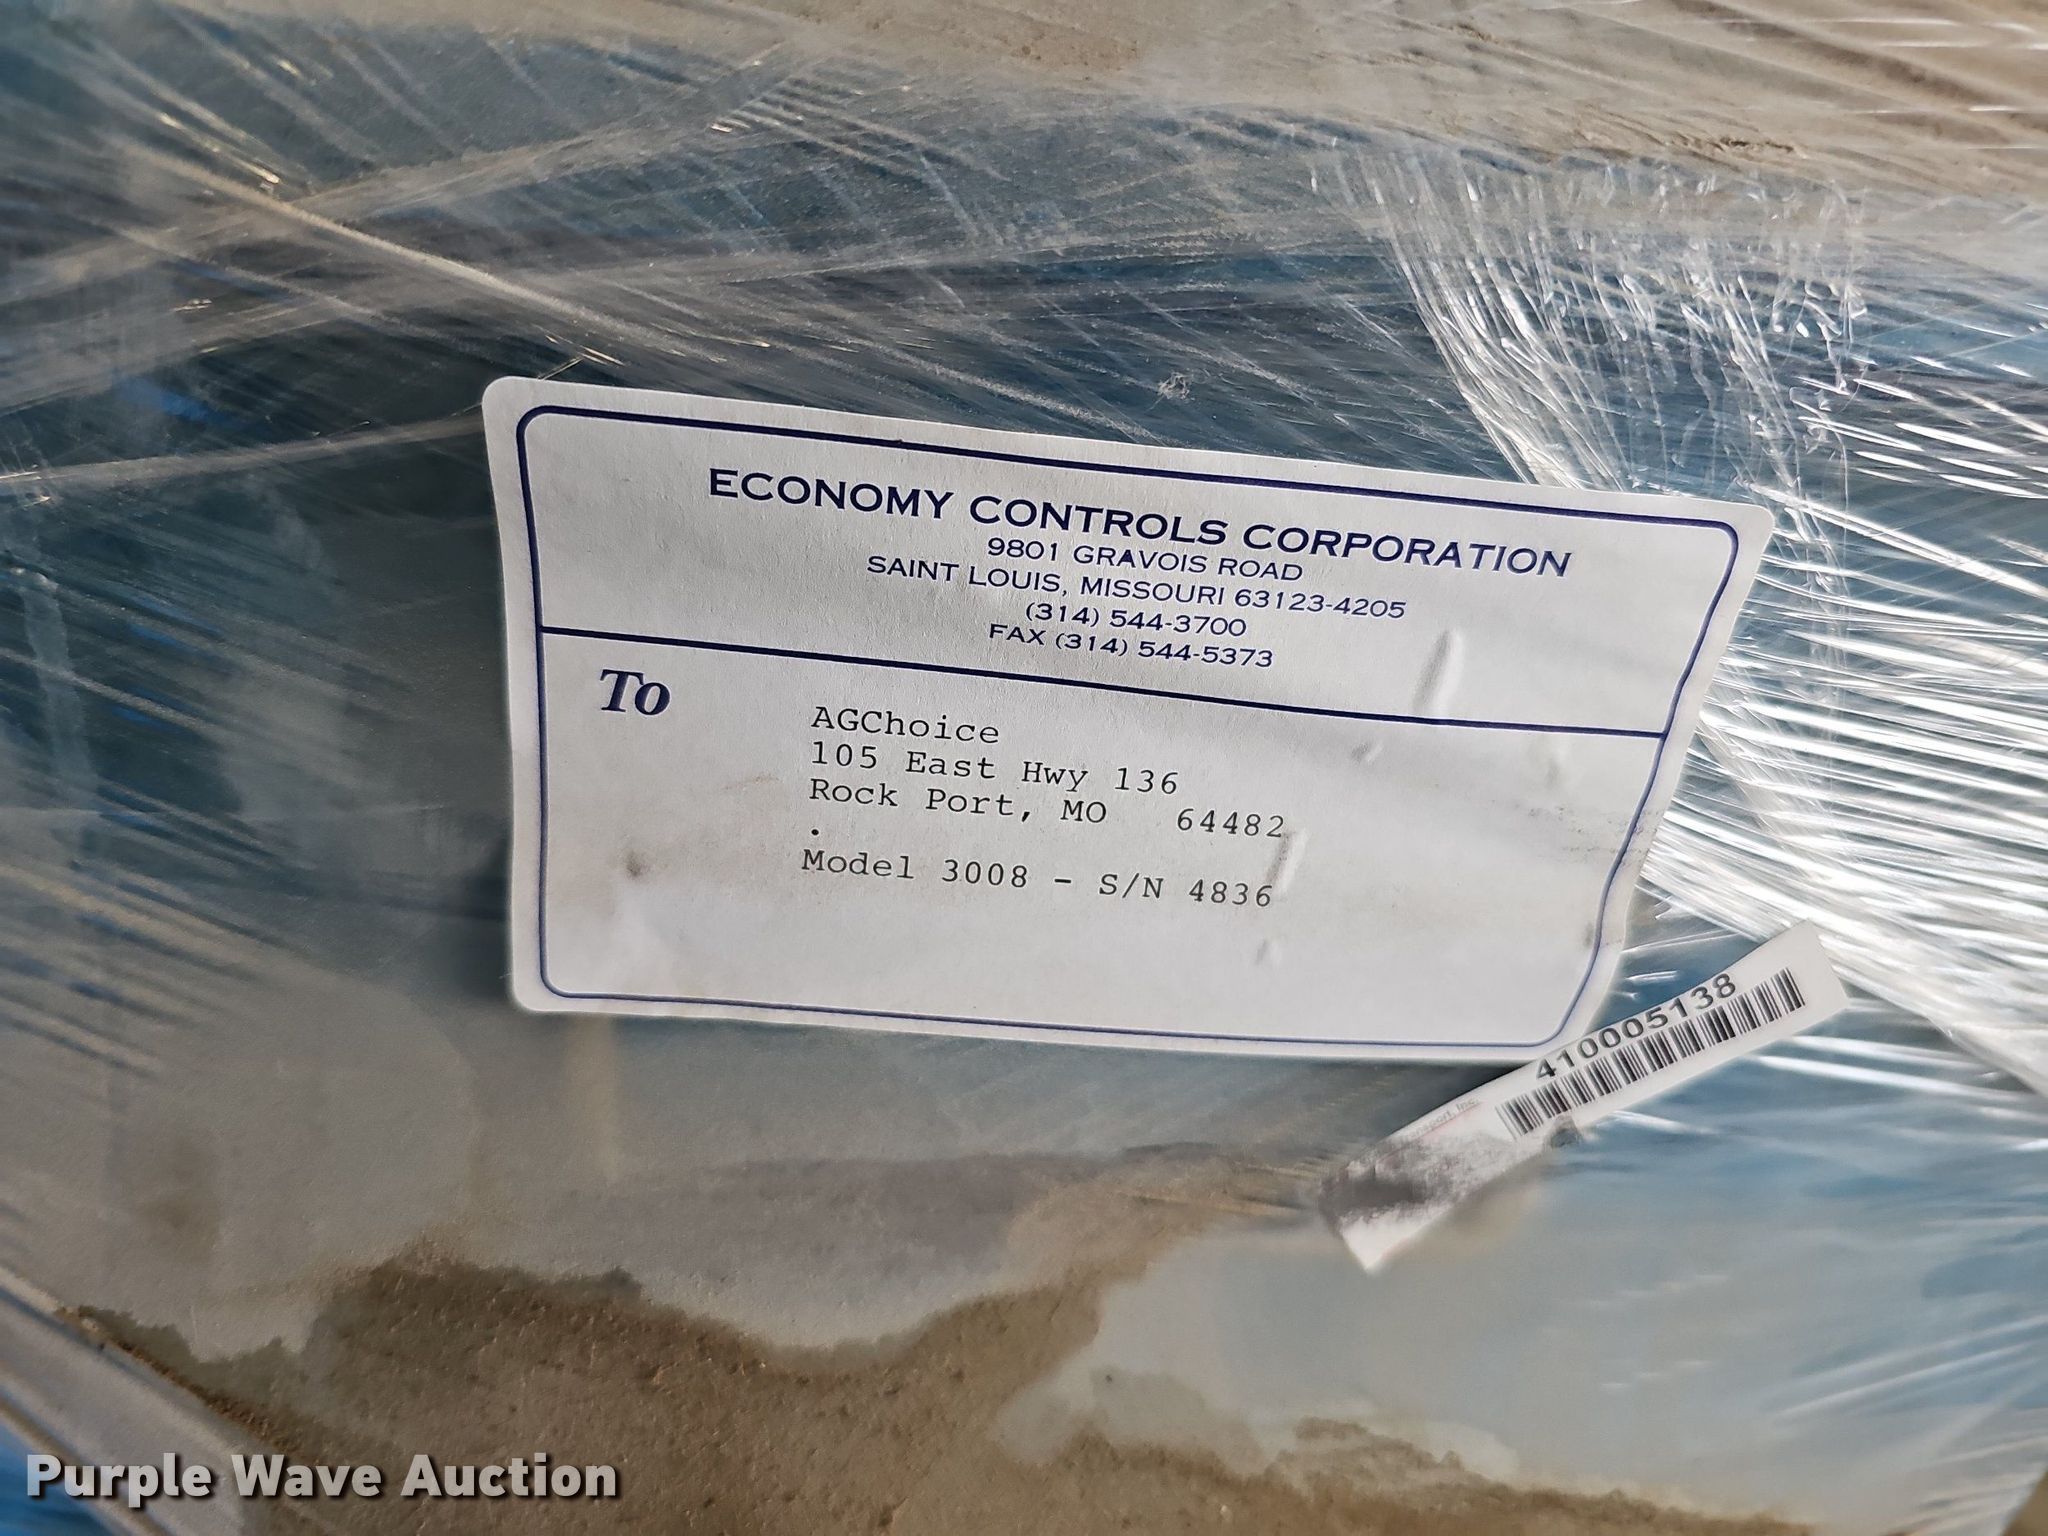 ECONOMY CONTROLS CORPORATION
9801 GRAVOIS ROAD
SAINT LOUIS, MISSOURI 63123-4205
(314) 544-3700
FAX (314) 544-5373
To
AGChoice
105 East Hwy 136
Rock Port, MO 64482
.
Model 3008 - S/N 4836
410005138
Purple Wave Auction